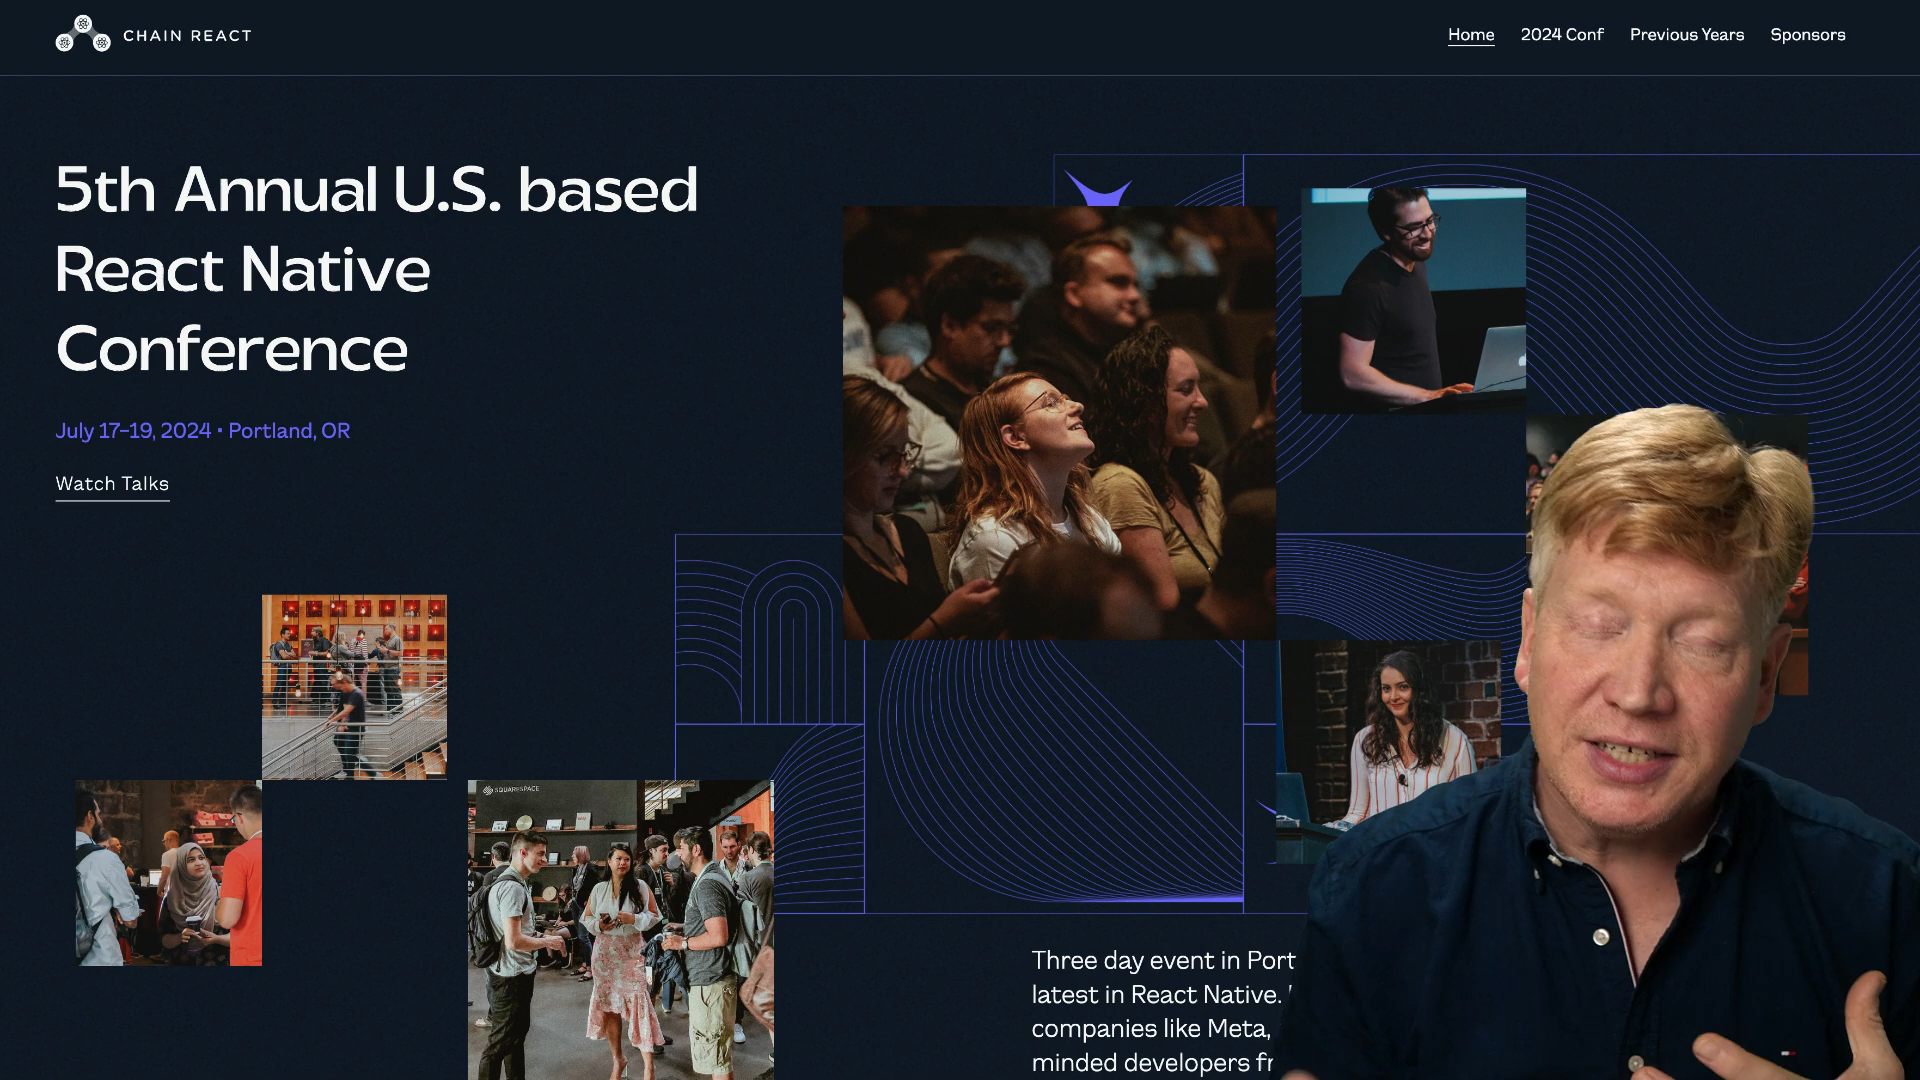 CHAIN REACT
Home
2024 Conf
Previous Years
Sponsors
5th Annual U.S. based
React Native
Conference
July 17-19, 2024 • Portland, OR
Watch Talks
SQUARESPACE
Three day event in Port
latest in React Native.
companies like Meta,
minded developers fr